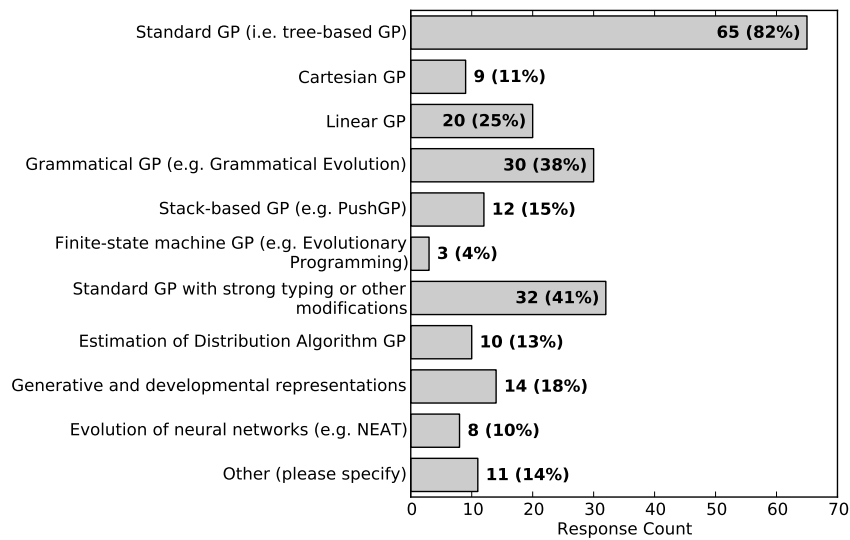 Standard GP (i.e. tree-based GP)
65 (82%)
Cartesian GP
9 (11%)
Linear GP
20 (25%)
Grammatical GP (e.g. Grammatical Evolution)
30 (38%)
Stack-based GP (e.g. PushGP)
12 (15%)
Finite-state machine GP (e.g. Evolutionary
Programming)
3 (4%)
Standard GP with strong typing or other
modifications
32 (41%)
Estimation of Distribution Algorithm GP
10 (13%)
Generative and developmental representations
14 (18%)
Evolution of neural networks (e.g. NEAT)
8 (10%)
Other (please specify)
11 (14%)
0 10 20 30 40 50 60 70
Response Count